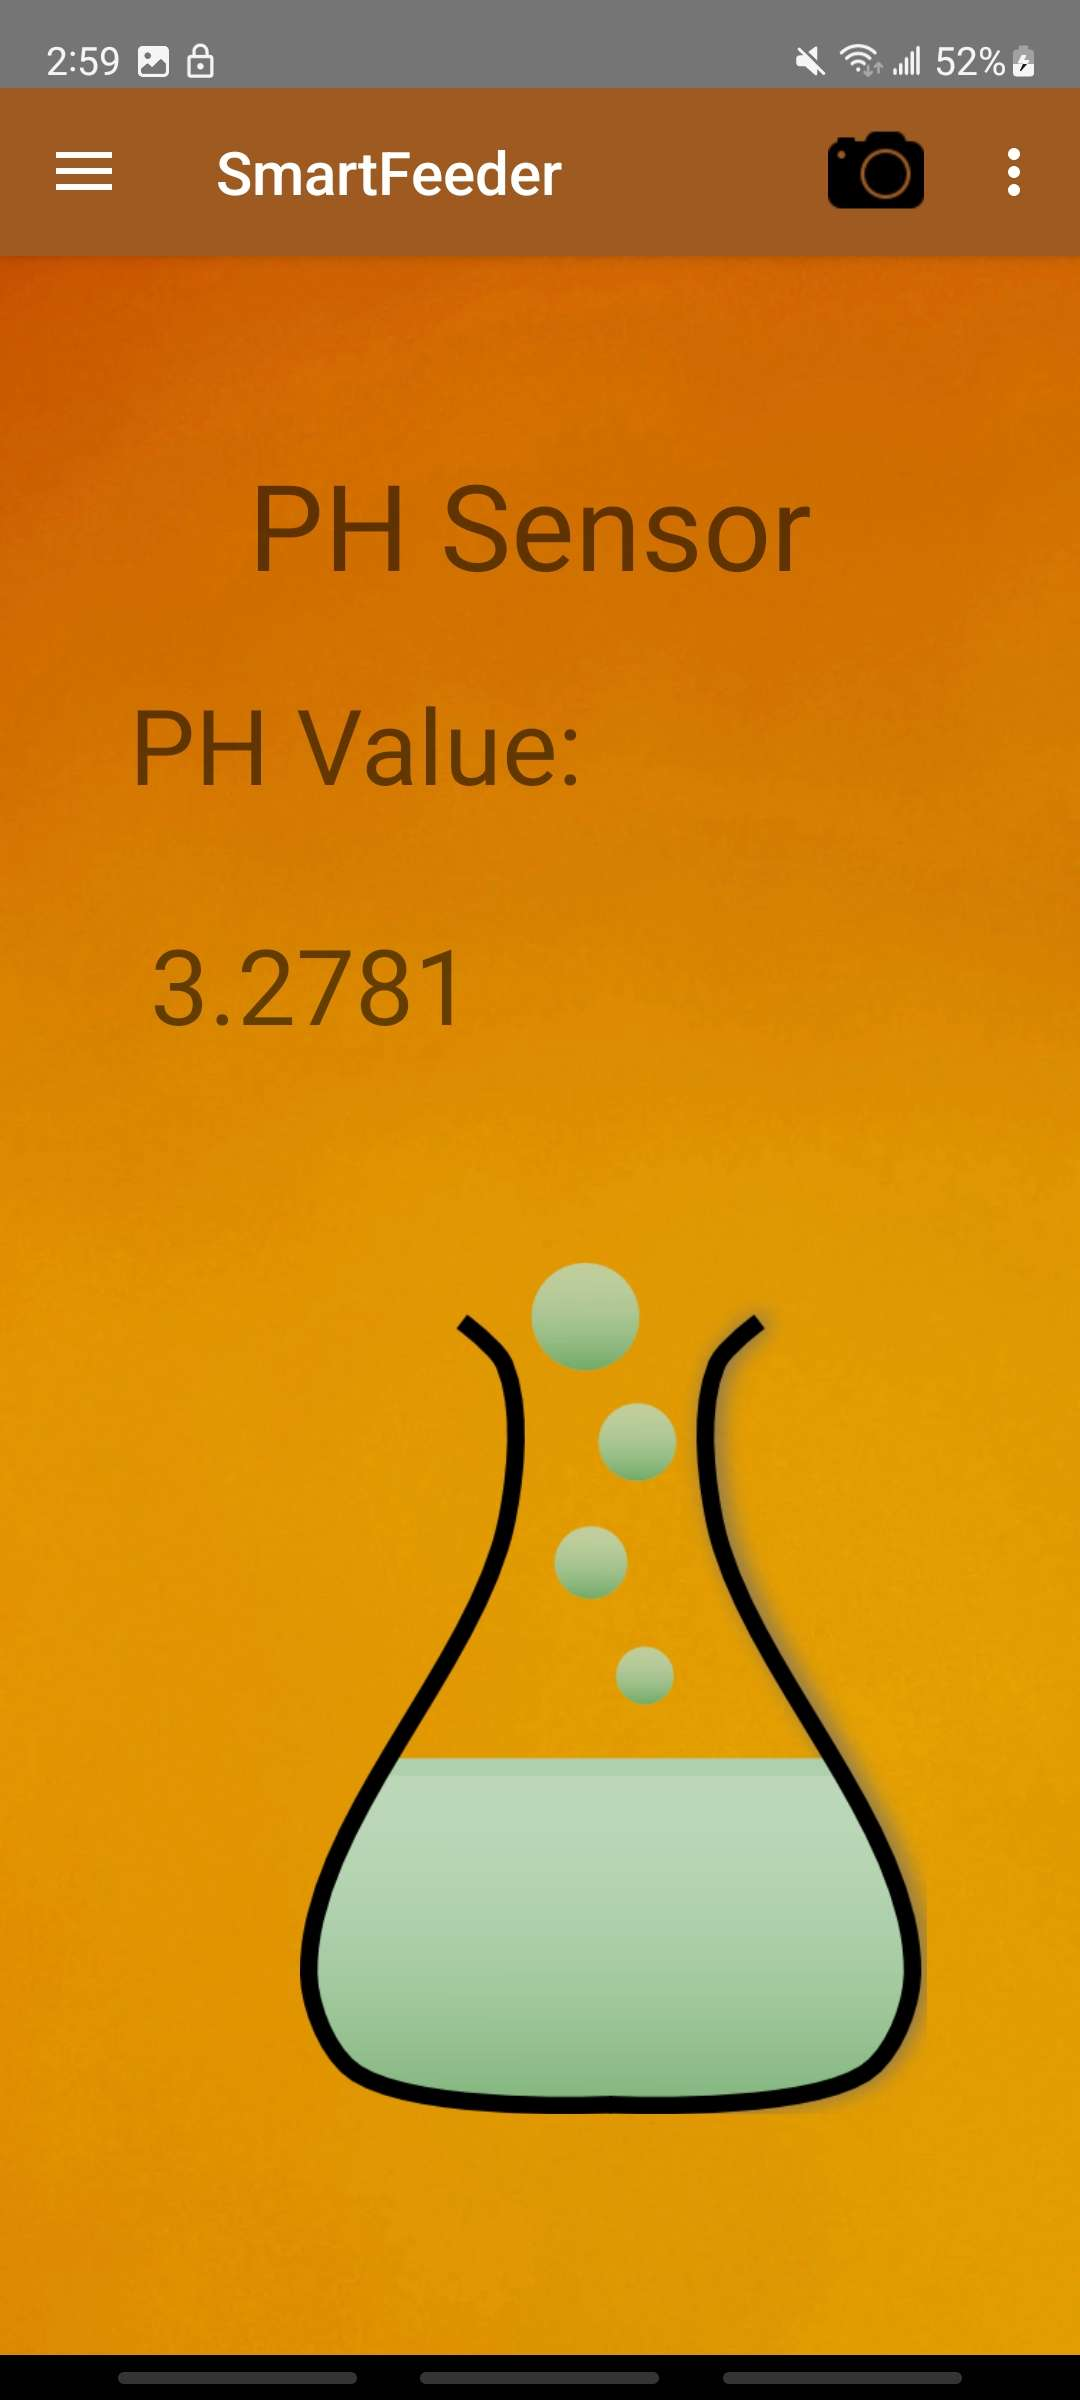 2:59 52%
SmartFeeder
PH Sensor
PH Value:
3.2781